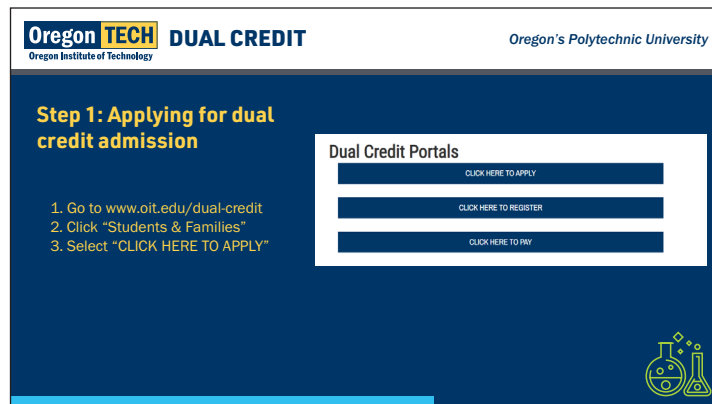 Oregon TECH DUAL CREDIT
Oregon Institute of Technology
Oregon's Polytechnic University
Step 1: Applying for dual
credit admission
1. Go to www.oit.edu/dual-credit
2. Click “Students & Families”
3. Select “CLICK HERE TO APPLY”
Dual Credit Portals
CLICK HERE TO APPLY
CLICK HERE TO REGISTER
CLICK HERE TO PAY